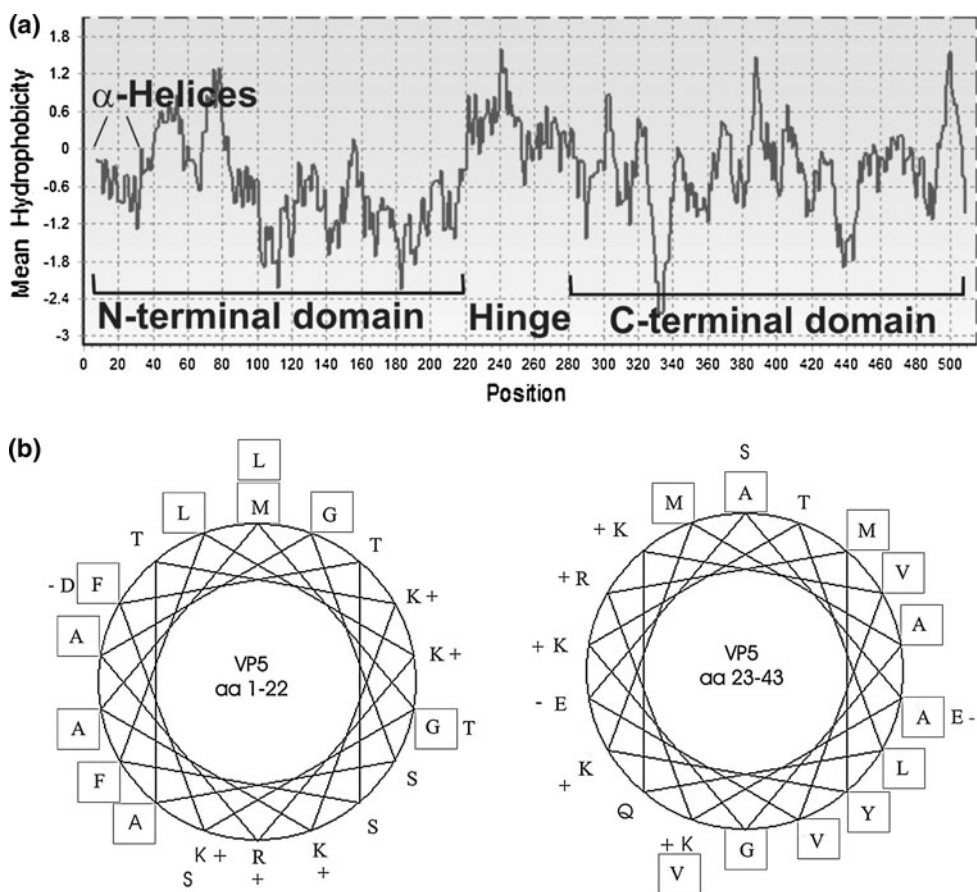 (a)
1.8
1.2
0.6
0
-0.6
-1.2
-1.8
-2.4
-3
Mean Hydrophobicity
α-Helices
N-terminal domain Hinge C-terminal domain
0 20 40 60 80 100 120 140 160 180 200 220 240 260 280 300 320 340 360 380 400 420 440 460 480 500
Position
(b)
L
M
L
G
T
T
- D F
K +
A
K +
A
G T
F
S
A
S
K +
S
R
+
K
+
VP5
aa 1-22
S
A
M
T
+ K
M
+ R
V
+ K
A
- E
A E -
K
+
L
Q
Y
+ K
V
G
V
VP5
aa 23-43